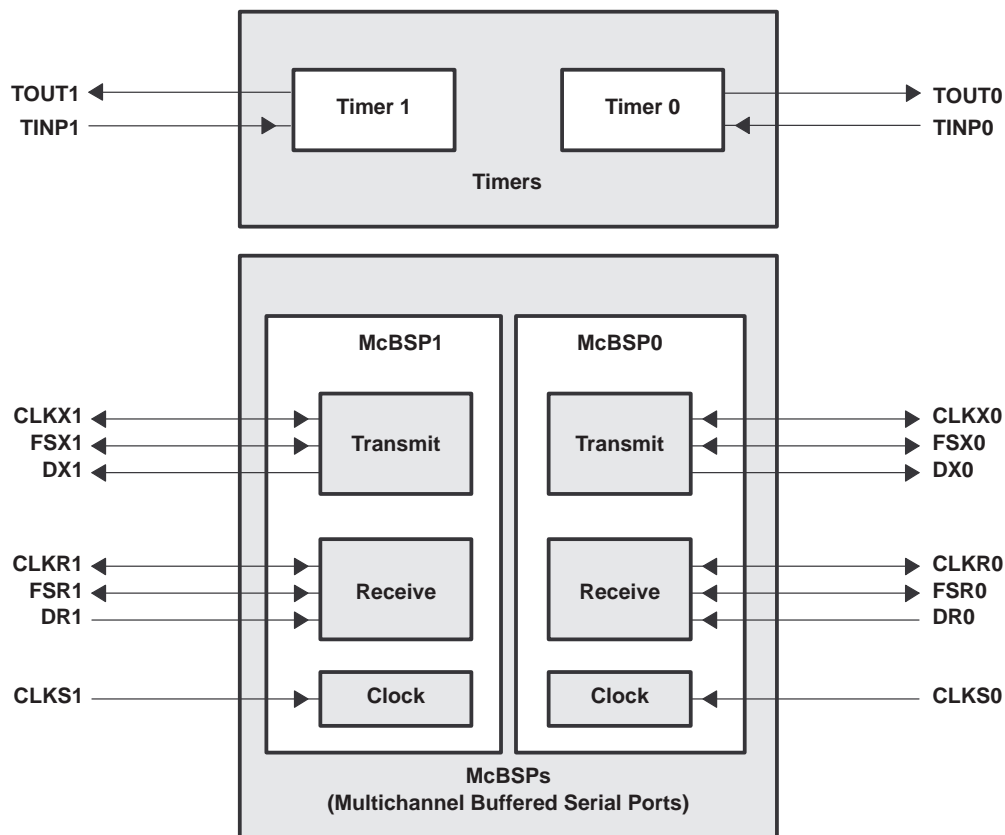 TOUT1
TINP1
Timer 1
Timer 0
TOUT0
TINP0
Timers
McBSP1
McBSP0
CLKX1
FSX1
DX1
Transmit
Transmit
CLKX0
FSX0
DX0
CLKR1
FSR1
DR1
Receive
Receive
CLKR0
FSR0
DR0
CLKS1
Clock
Clock
CLKS0
McBSPs
(Multichannel Buffered Serial Ports)